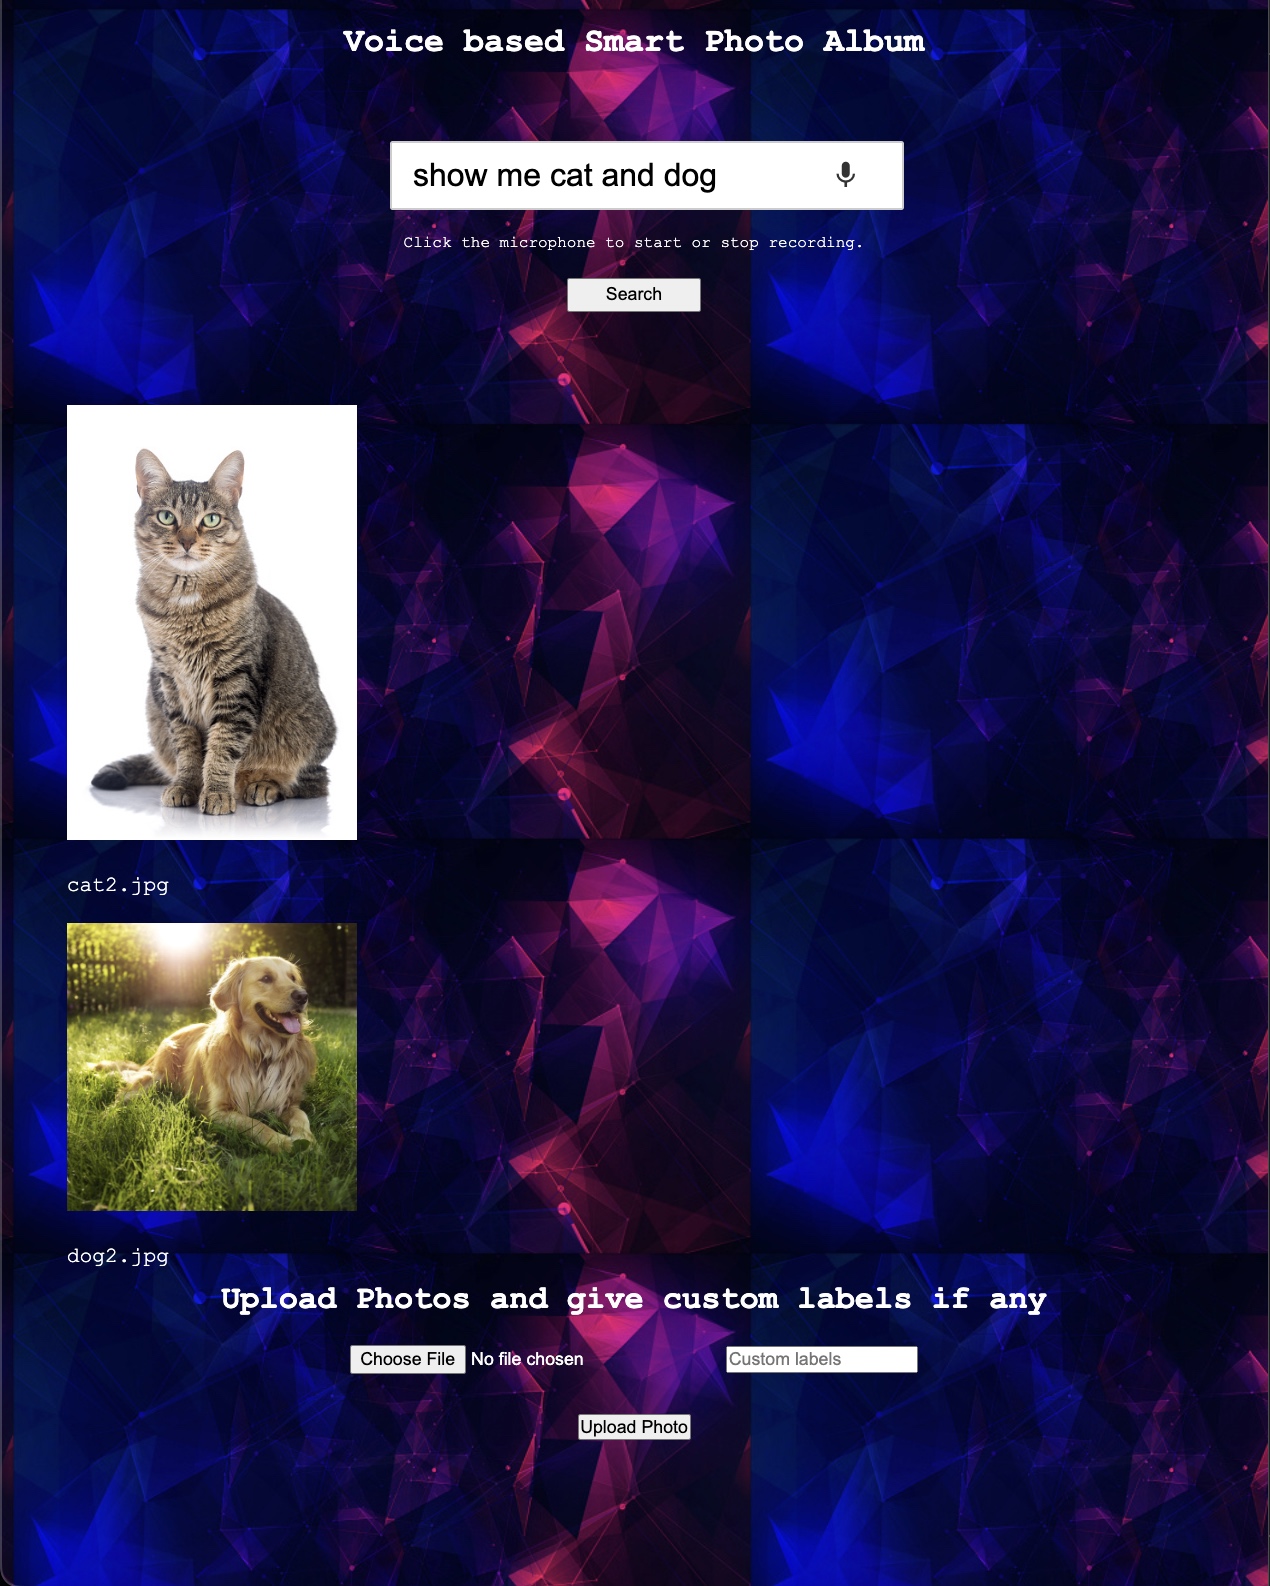 Voice based Smart Photo Album
show me cat and dog
Click the microphone to start or stop recording.
Search
cat2.jpg
dog2.jpg
Upload Photos and give custom labels if any
Choose File No file chosen
Custom labels
Upload Photo